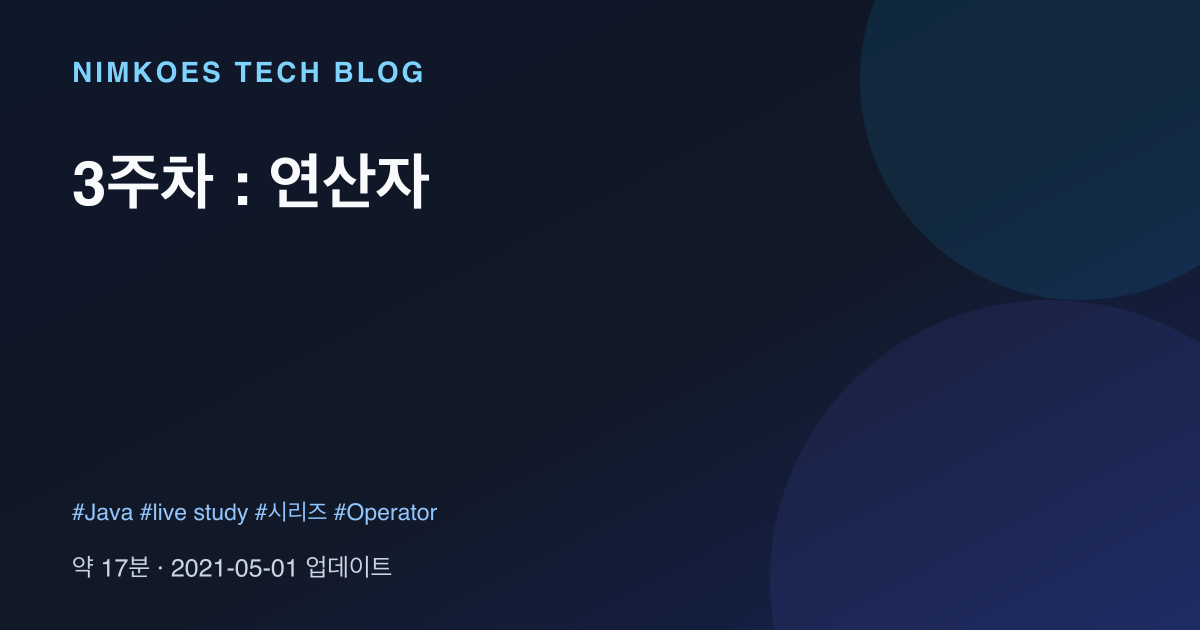 NIMKOES TECH BLOG
3주차 : 연산자
#Java #live study #시리즈 #Operator
약 17분 · 2021-05-01 업데이트